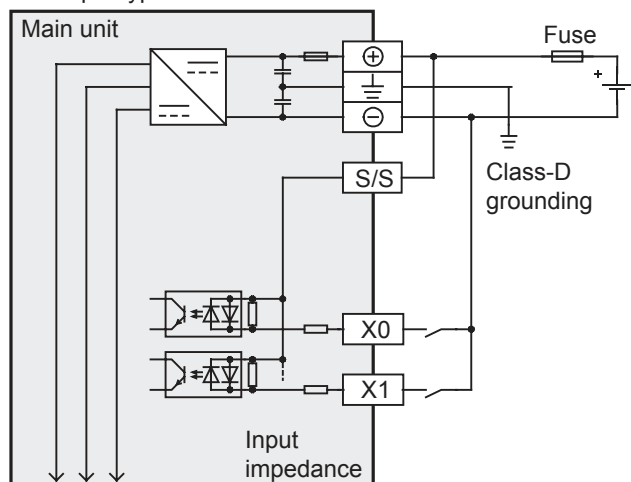 Main unit
Fuse
+
S/S
Class-D
grounding
X0
X1
Input
impedance